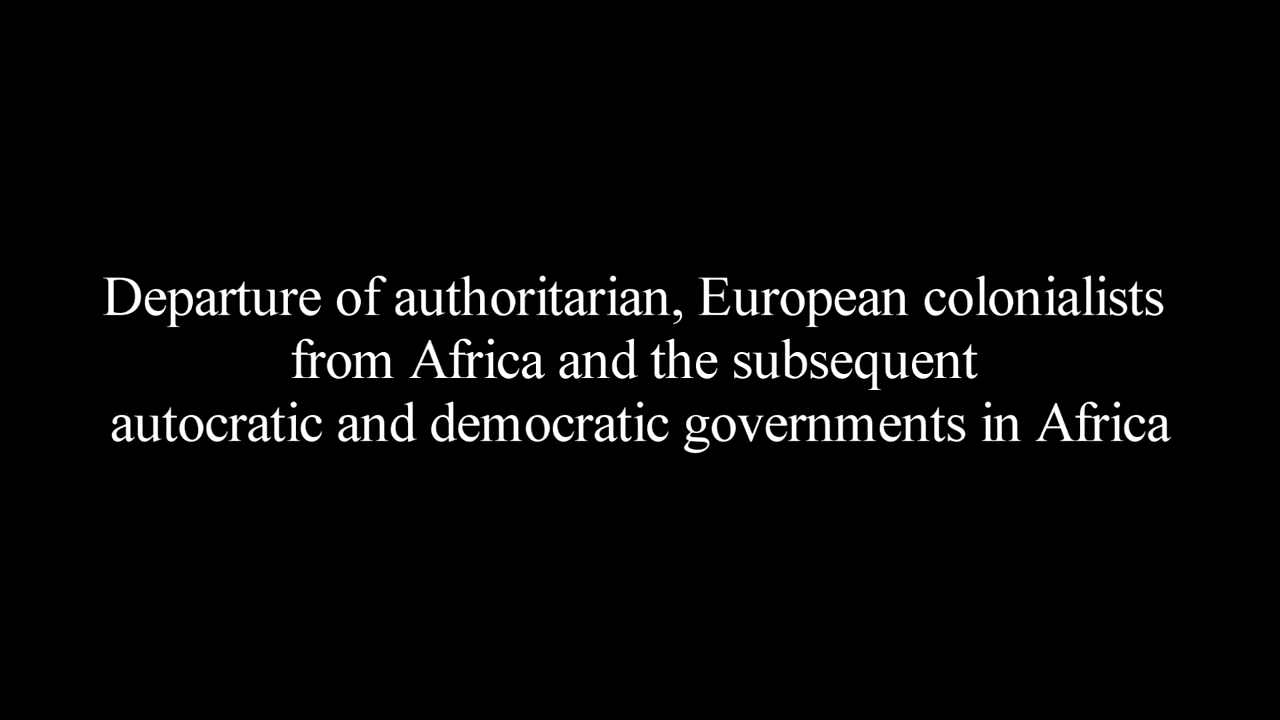 Departure of authoritarian, European colonialists
from Africa and the subsequent
autocratic and democratic governments in Africa